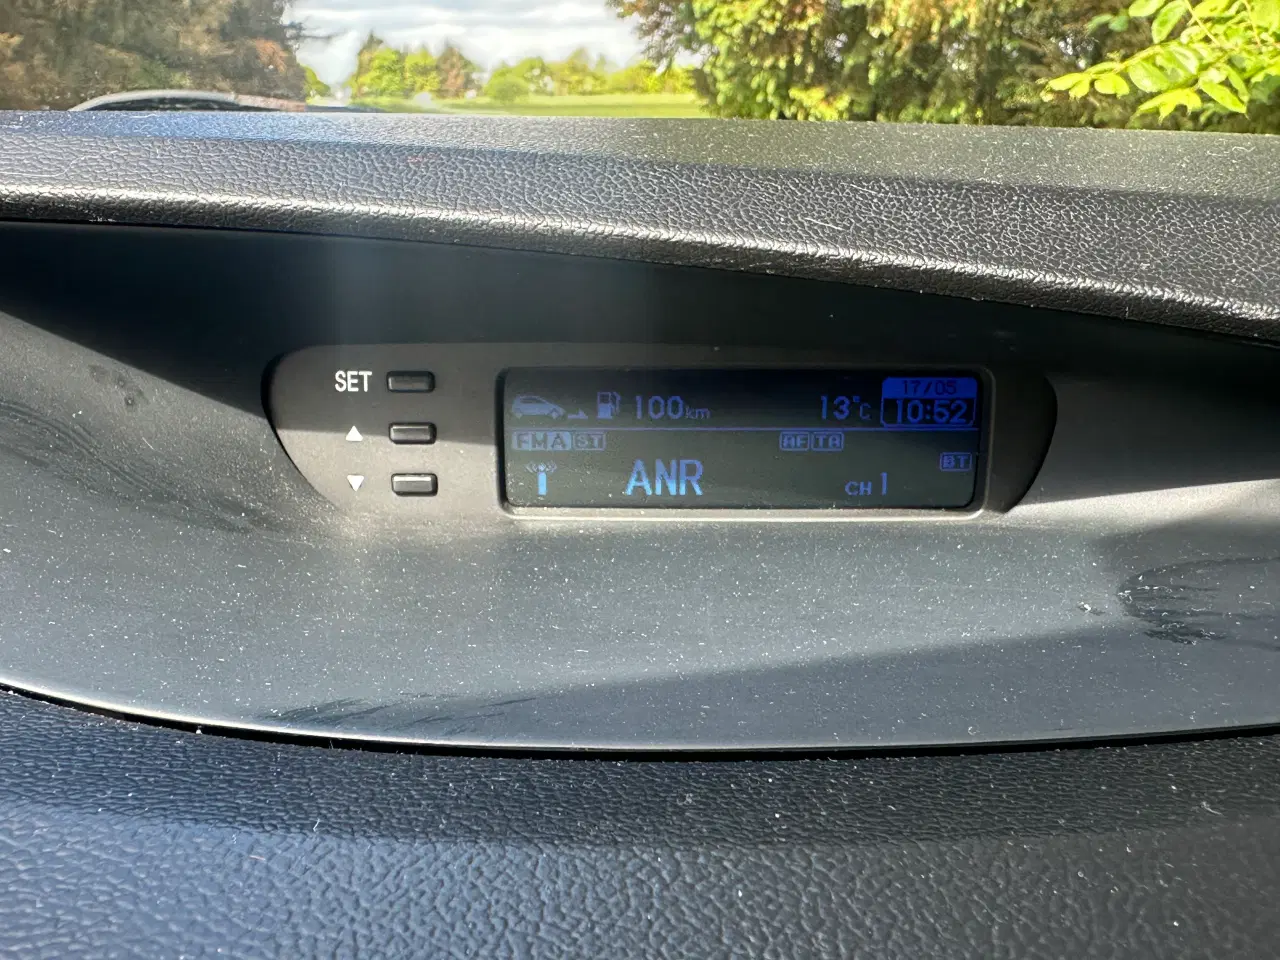 SET
100km 13°C 17/05
10:52
FMA ST AF TA
BT
ANR CH 1